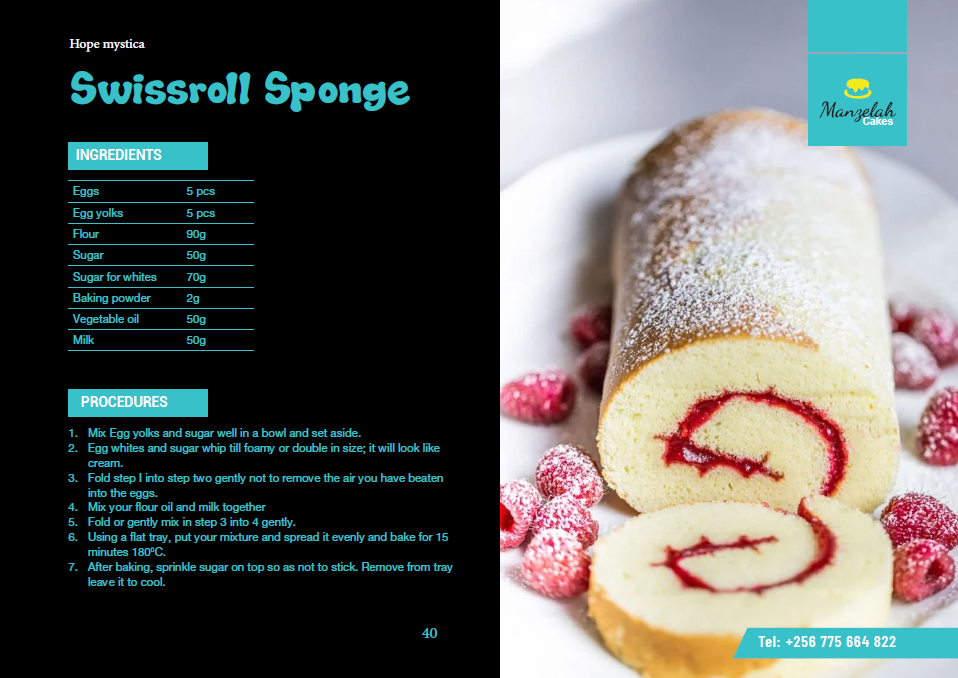 Hope mystica
Swissroll Sponge
INGREDIENTS
Eggs 5 pcs
Egg yolks 5 pcs
Flour 90g
Sugar 50g
Sugar for whites 70g
Baking powder 2g
Vegetable oil 50g
Milk 50g
PROCEDURES
1. Mix Egg yolks and sugar well in a bowl and set aside.
2. Egg whites and sugar whip till foamy or double in size; it will look like
cream.
3. Fold step I into step two gently not to remove the air you have beaten
into the eggs.
4. Mix your flour oil and milk together
5. Fold or gently mix in step 3 into 4 gently.
6. Using a flat tray, put your mixture and spread it evenly and bake for 15
minutes 180ºC.
7. After baking, sprinkle sugar on top so as not to stick. Remove from tray
leave it to cool.
40
Manzelah
Cakes
Tel: +256 775 664 822